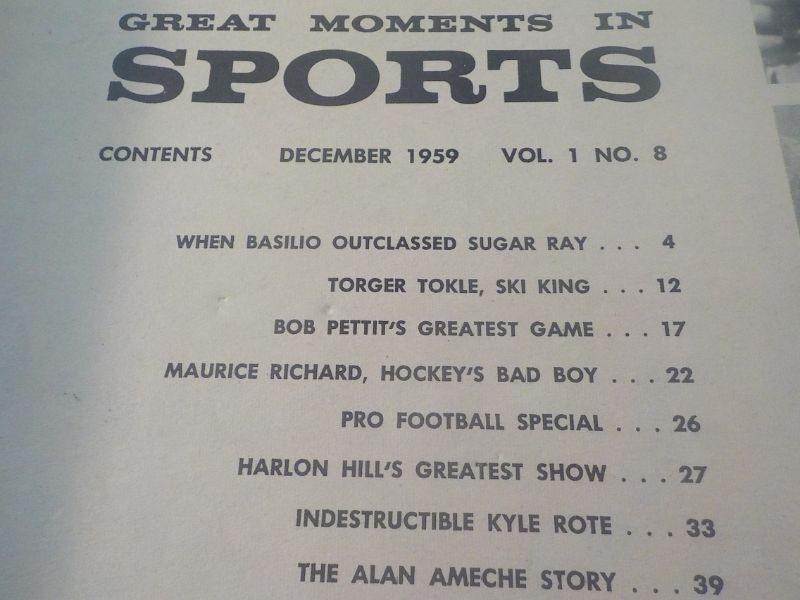 GREAT MOMENTS IN
SPORTS
CONTENTS DECEMBER 1959 VOL. 1 NO. 8
WHEN BASILIO OUTCLASSED SUGAR RAY . . . 4
TORGER TOKLE, SKI KING . . . 12
BOB PETTIT'S GREATEST GAME . . . 17
MAURICE RICHARD, HOCKEY'S BAD BOY . . . 22
PRO FOOTBALL SPECIAL . . . 26
HARLON HILL'S GREATEST SHOW . . . 27
INDESTRUCTIBLE KYLE ROTE . . . 33
THE ALAN AMECHE STORY . . . 39